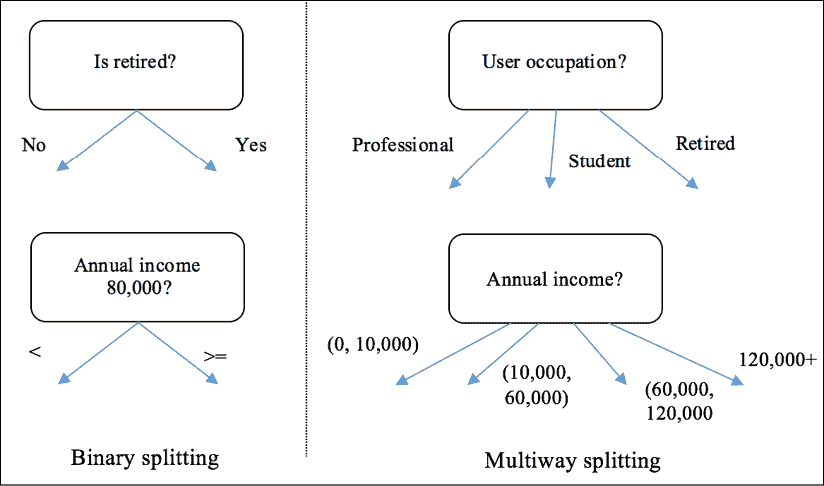 Is retired?
No
Yes
Annual income
80,000?
<
>=
Binary splitting
User occupation?
Professional
Student
Retired
Annual income?
(0, 10,000)
(10,000,
60,000)
(60,000,
120,000
120,000+
Multiway splitting